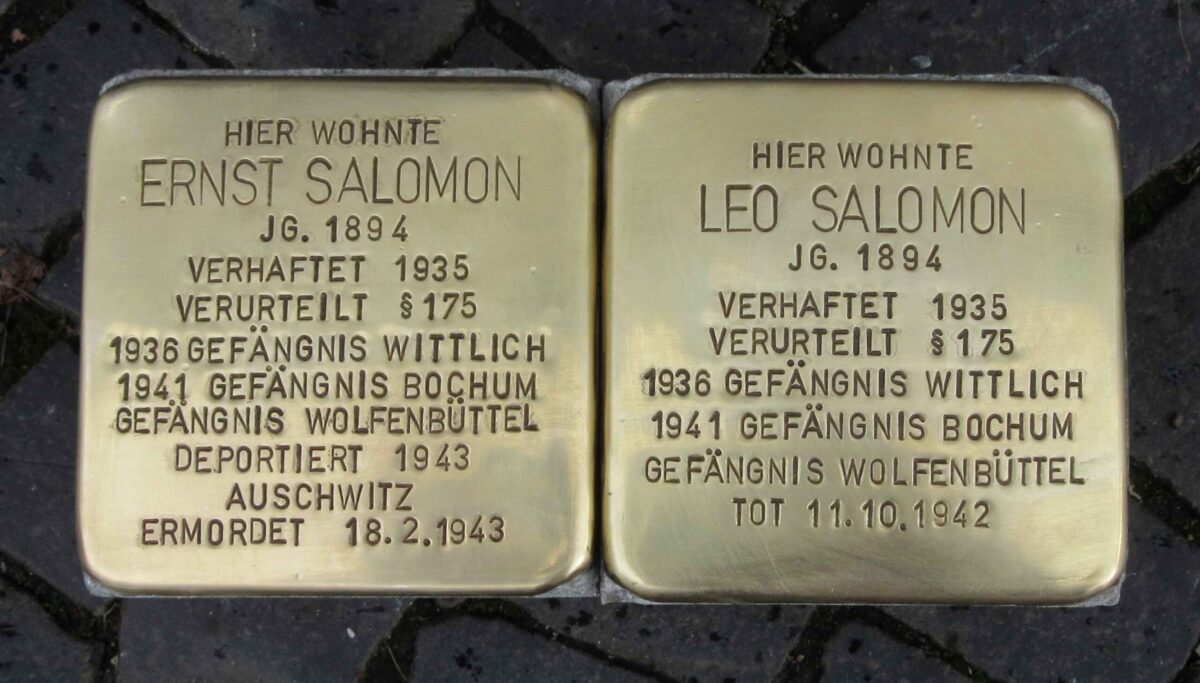 HIER WOHNTE
ERNST SALOMON
JG. 1894
VERHAFTET 1935
VERURTEILT § 175
1936 GEFÄNGNIS WITTLICH
1941 GEFÄNGNIS BOCHUM
GEFÄNGNIS WOLFENBÜTTEL
DEPORTIERT 1943
AUSCHWITZ
ERMORDET 18.2.1943
HIER WOHNTE
LEO SALOMON
JG. 1894
VERHAFTET 1935
VERURTEILT § 175
1936 GEFÄNGNIS WITTLICH
1941 GEFÄNGNIS BOCHUM
GEFÄNGNIS WOLFENBÜTTEL
TOT 11.10.1942